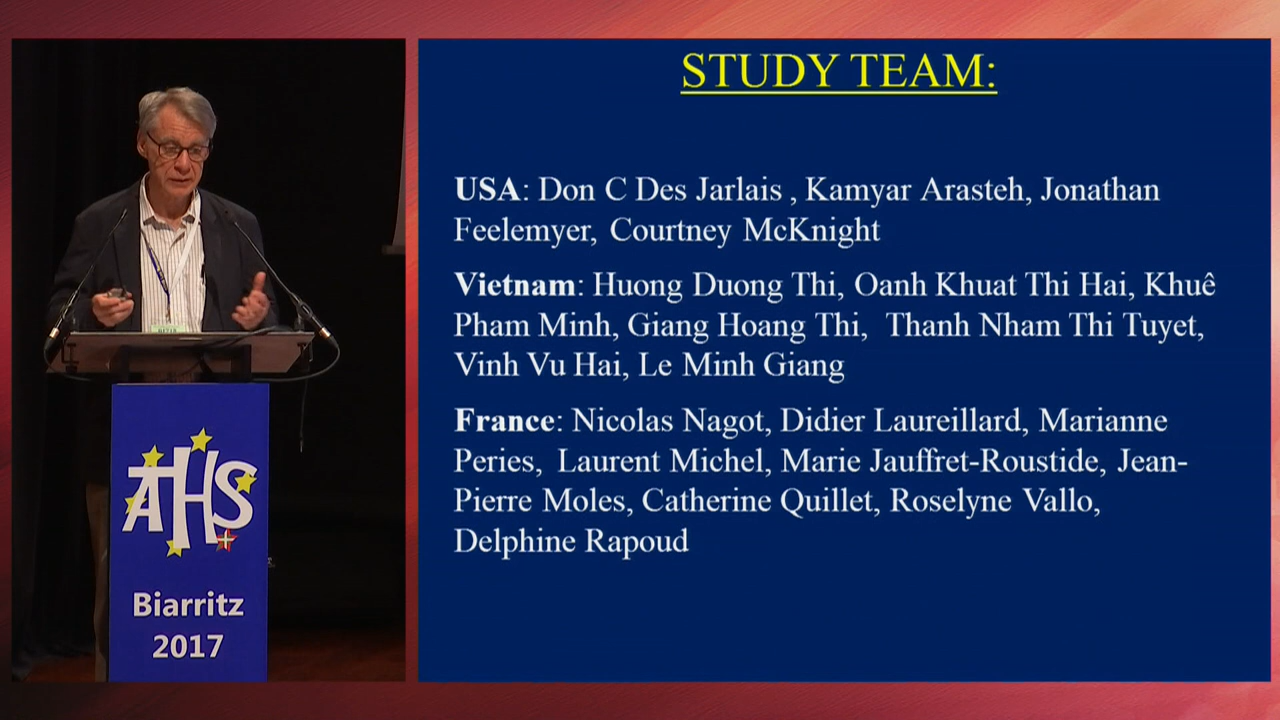 STUDY TEAM:
USA: Don C Des Jarlais , Kamyar Arasteh, Jonathan
Feelemyer, Courtney McKnight
Vietnam: Huong Duong Thi, Oanh Khuat Thi Hai, Khuê
Pham Minh, Giang Hoang Thi, Thanh Nham Thi Tuyet,
Vinh Vu Hai, Le Minh Giang
France: Nicolas Nagot, Didier Laureillard, Marianne
Peries, Laurent Michel, Marie Jauffret-Roustide, Jean-
Pierre Moles, Catherine Quillet, Roselyne Vallo,
Delphine Rapoud
ATHS
Biarritz
2017